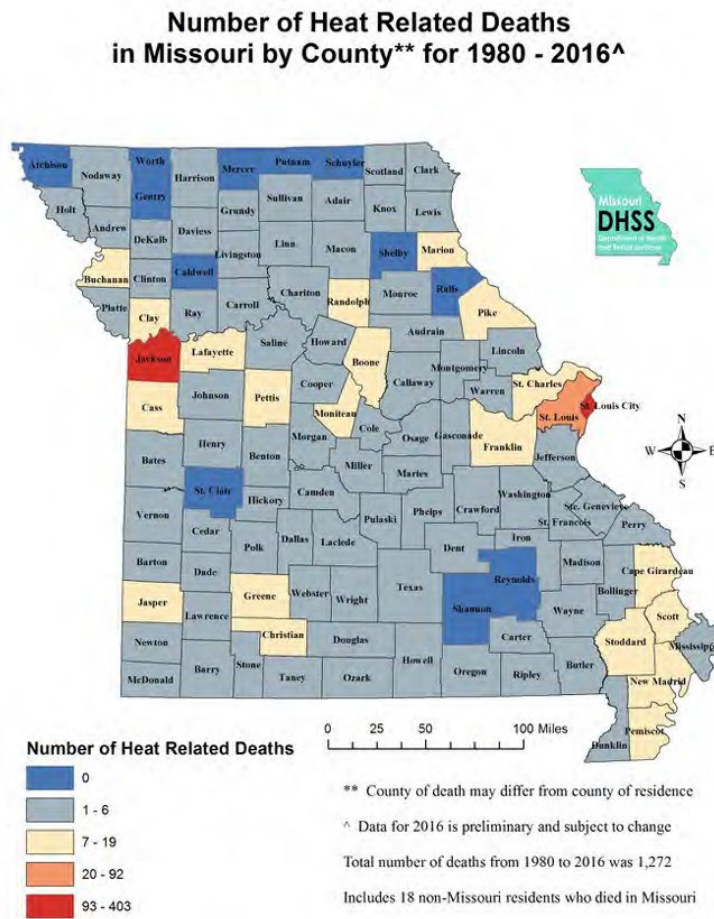 Number of Heat Related Deaths
in Missouri by County** for 1980 - 2016^
Atchison
Nodaway
Worth
Gentry
Harrison
Mercer
Putnam
Schuyler
Scotland
Clark
Holt
Andrew
DeKalb
Daviess
Grundy
Sullivan
Adair
Knox
Lewis
Missouri
DHSS
Buchanan
Clinton
Caldwell
Livingston
Linn
Macon
Shelby
Marion
Platte
Clay
Ray
Carroll
Chariton
Randolph
Monroe
Ralls
Pike
Jackson
Lafayette
Saline
Howard
Boone
Audrain
Callaway
Montgomery
Lincoln
Warren
St. Charles
St. Louis
St. Louis City
Cass
Johnson
Pettis
Cooper
Moniteau
Cole
Osage
Gasconade
Franklin
Jefferson
Bates
Henry
Benton
Morgan
Miller
Maries
N
W
E
S
Vernon
St. Clair
Hickory
Camden
Pulaski
Phelps
Crawford
Washington
Ste. Genevieve
St. Francois
Perry
Barton
Cedar
Polk
Dallas
Laclede
Dent
Iron
Madison
Cape Girardeau
Bollinger
Jasper
Dade
Greene
Webster
Wright
Texas
Shannon
Reynolds
Wayne
Scott
Stoddard
Mississippi
Newton
Lawrence
Christian
Douglas
Howell
Carter
Butler
New Madrid
McDonald
Barry
Stone
Taney
Ozark
Oregon
Ripley
Dunklin
Pemiscot
0 25 50 100 Miles
Number of Heat Related Deaths
0
1 - 6
7 - 19
20 - 92
93 - 403
** County of death may differ from county of residence
^ Data for 2016 is preliminary and subject to change
Total number of deaths from 1980 to 2016 was 1,272
Includes 18 non-Missouri residents who died in Missouri